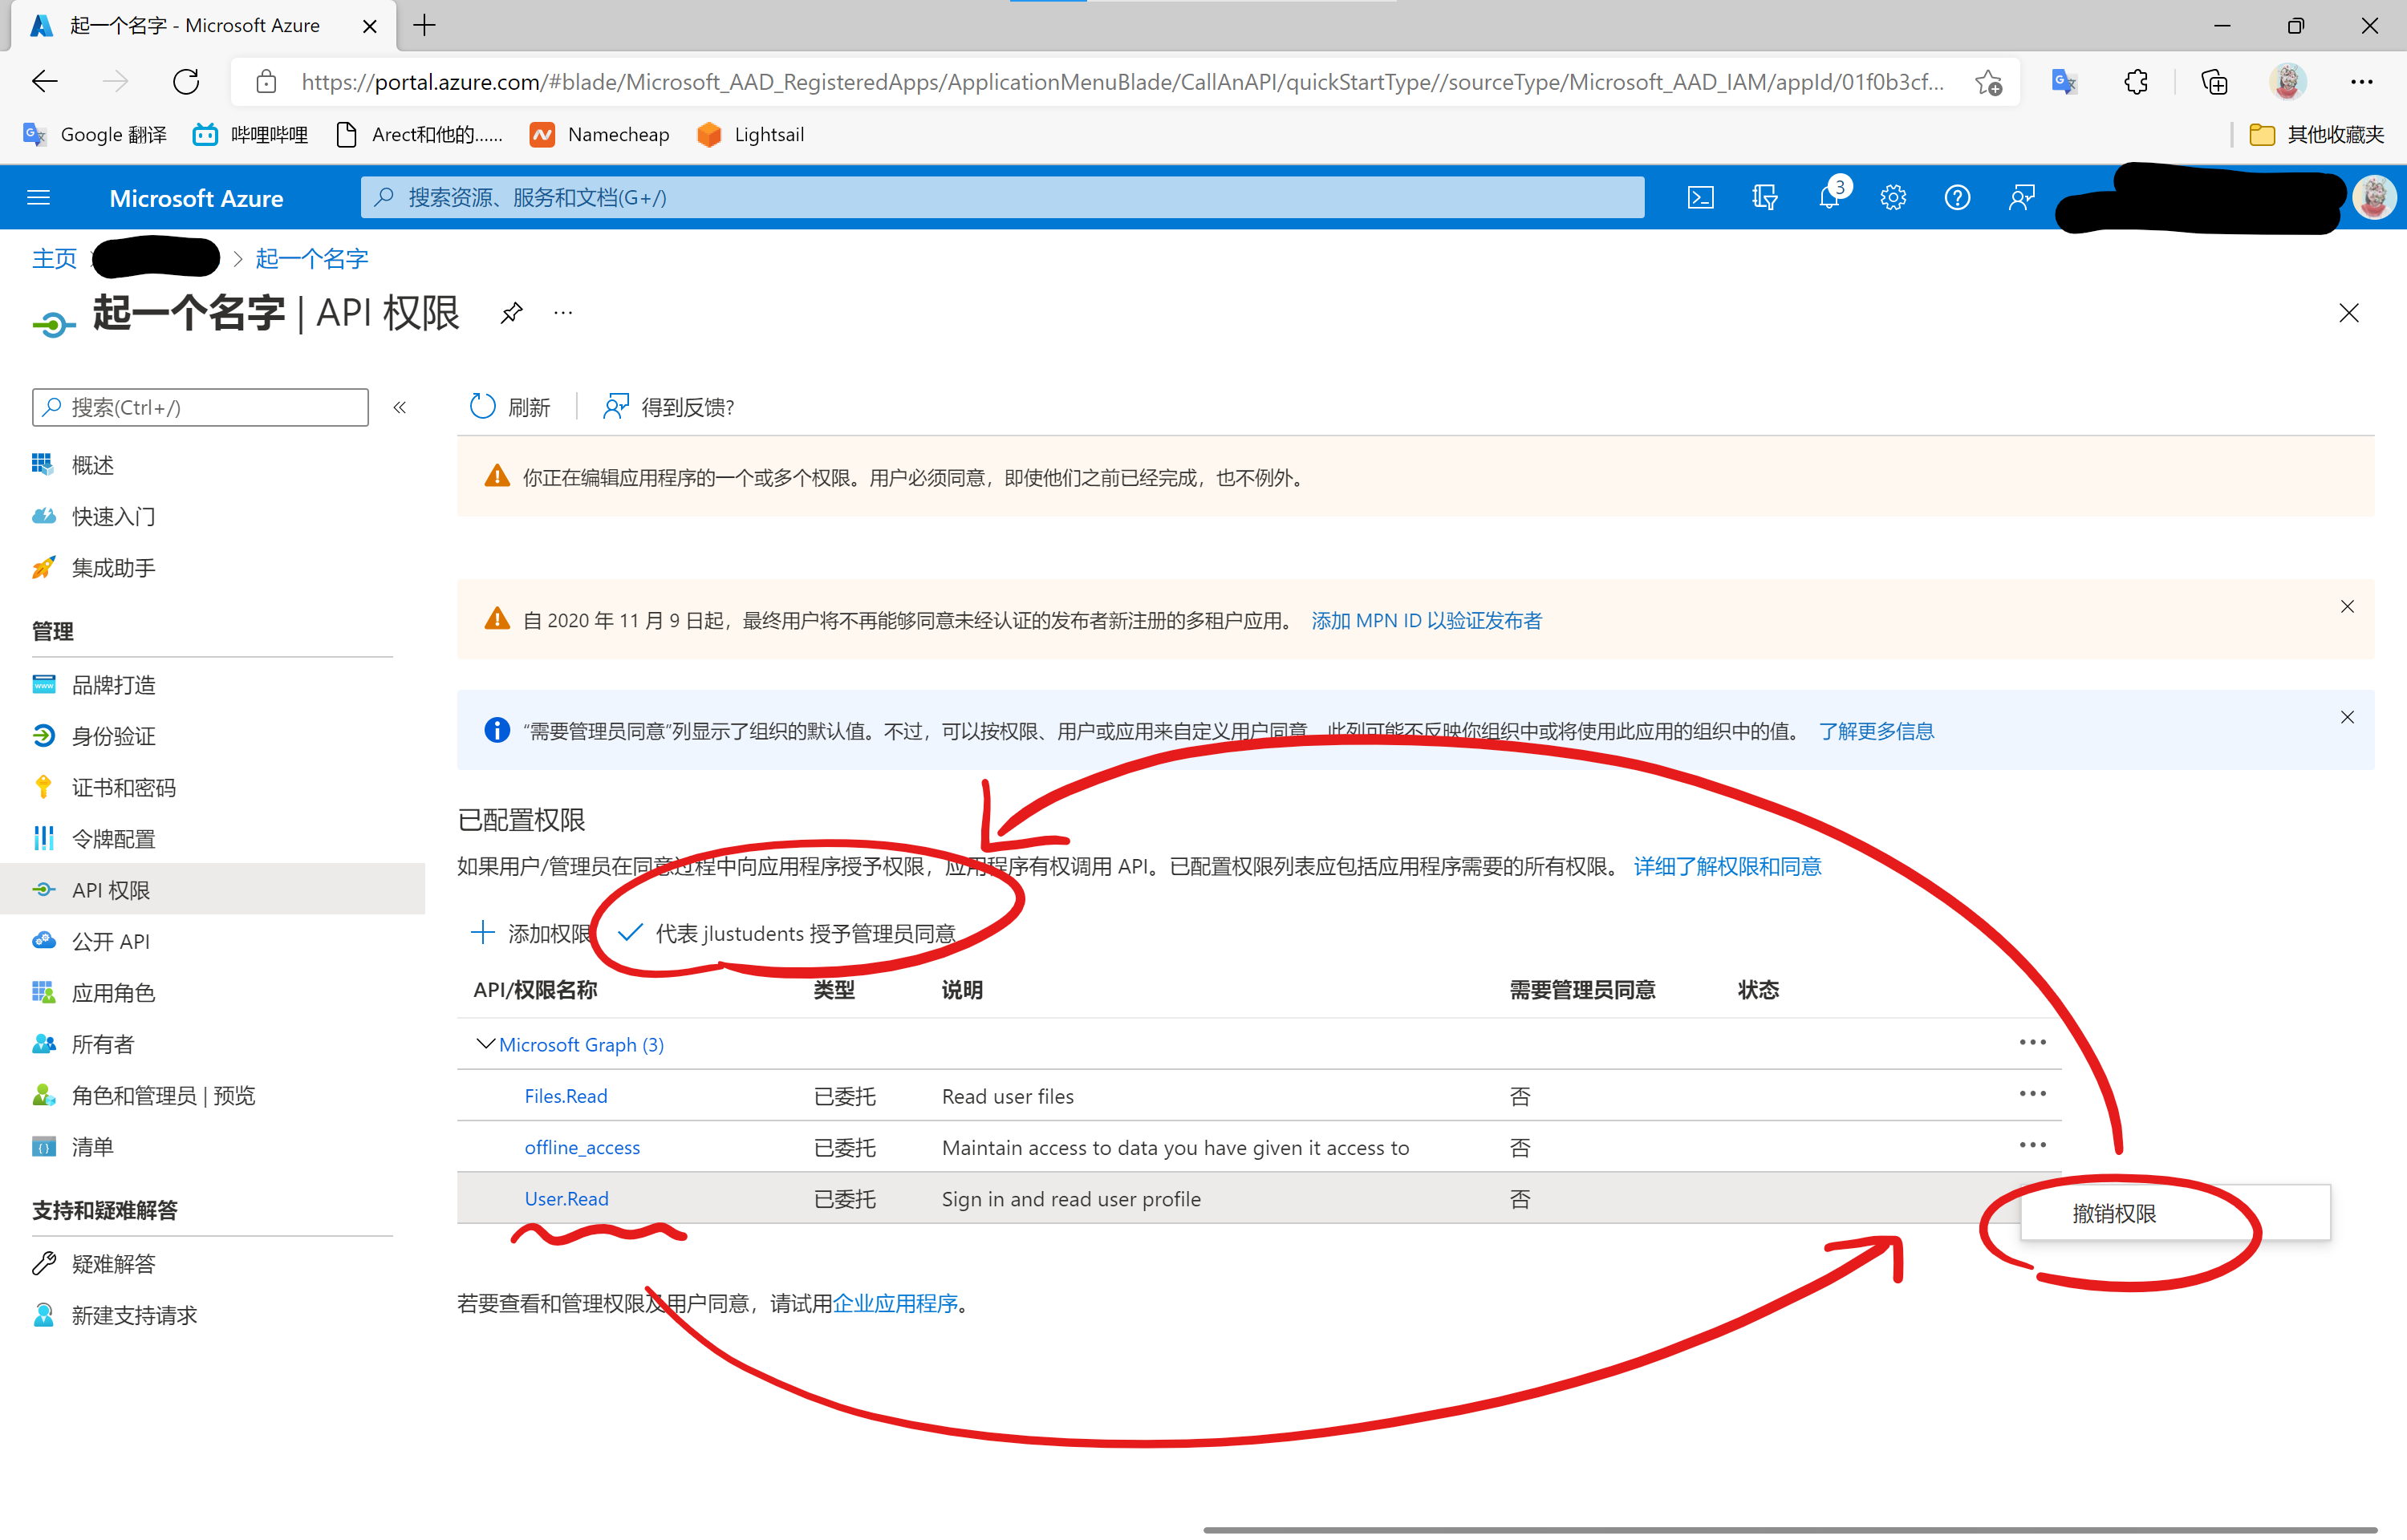 起一个名字 - Microsoft Azure
https://portal.azure.com/#blade/Microsoft_AAD_RegisteredApps/ApplicationMenuBlade/CallAnAPI/quickStartType//sourceType/Microsoft_AAD_IAM/appId/01f0b3cf...
Google 翻译 哔哩哔哩 Arect和他的...... Namecheap Lightsail 其他收藏夹
Microsoft Azure 搜索资源、服务和文档(G+/) 3
主页 > 起一个名字
起一个名字 | API 权限 ...
搜索(Ctrl+/) «
刷新 得到反馈?
概述
快速入门
集成助手
管理
品牌打造
身份验证
证书和密码
令牌配置
API 权限
公开 API
应用角色
所有者
角色和管理员 | 预览
清单
支持和疑难解答
疑难解答
新建支持请求
你正在编辑应用程序的一个或多个权限。用户必须同意，即使他们之前已经完成，也不例外。
自 2020 年 11 月 9 日起，最终用户将不再能够同意未经认证的发布者新注册的多租户应用。 添加 MPN ID 以验证发布者
“需要管理员同意”列显示了组织的默认值。不过，可以按权限、用户或应用来自定义用户同意。此列可能不反映你组织中或将使用此应用的组织中的值。 了解更多信息
已配置权限
如果用户/管理员在同意过程中向应用程序授予权限，应用程序有权调用 API。已配置权限列表应包括应用程序需要的所有权限。 详细了解权限和同意
添加权限 代表 jlustudents 授予管理员同意
API/权限名称 类型 说明 需要管理员同意 状态
Microsoft Graph (3)
Files.Read 已委托 Read user files 否
offline_access 已委托 Maintain access to data you have given it access to 否
User.Read 已委托 Sign in and read user profile 否
撤销权限
若要查看和管理权限及用户同意，请试用企业应用程序。